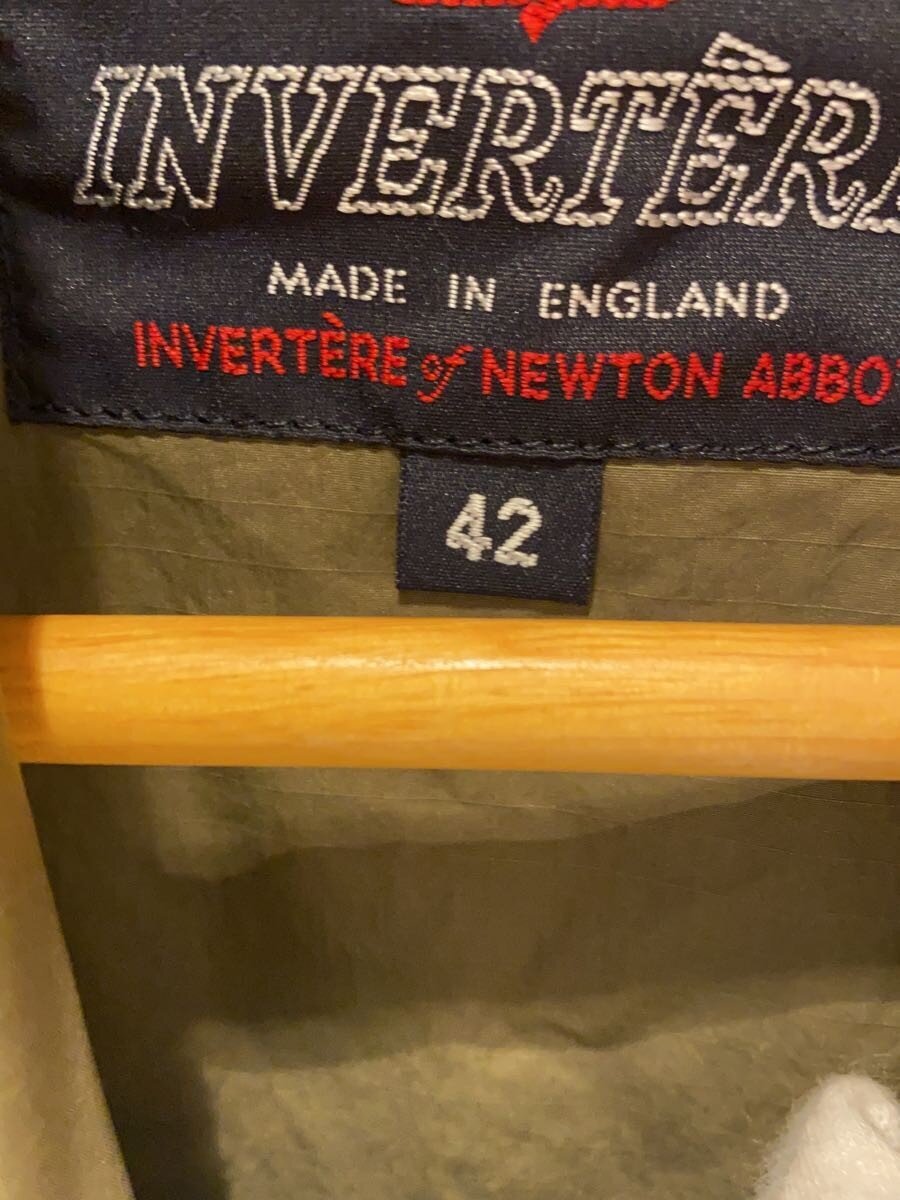 INVERTÈR
MADE IN ENGLAND
INVERTÈRE of NEWTON ABBO
42